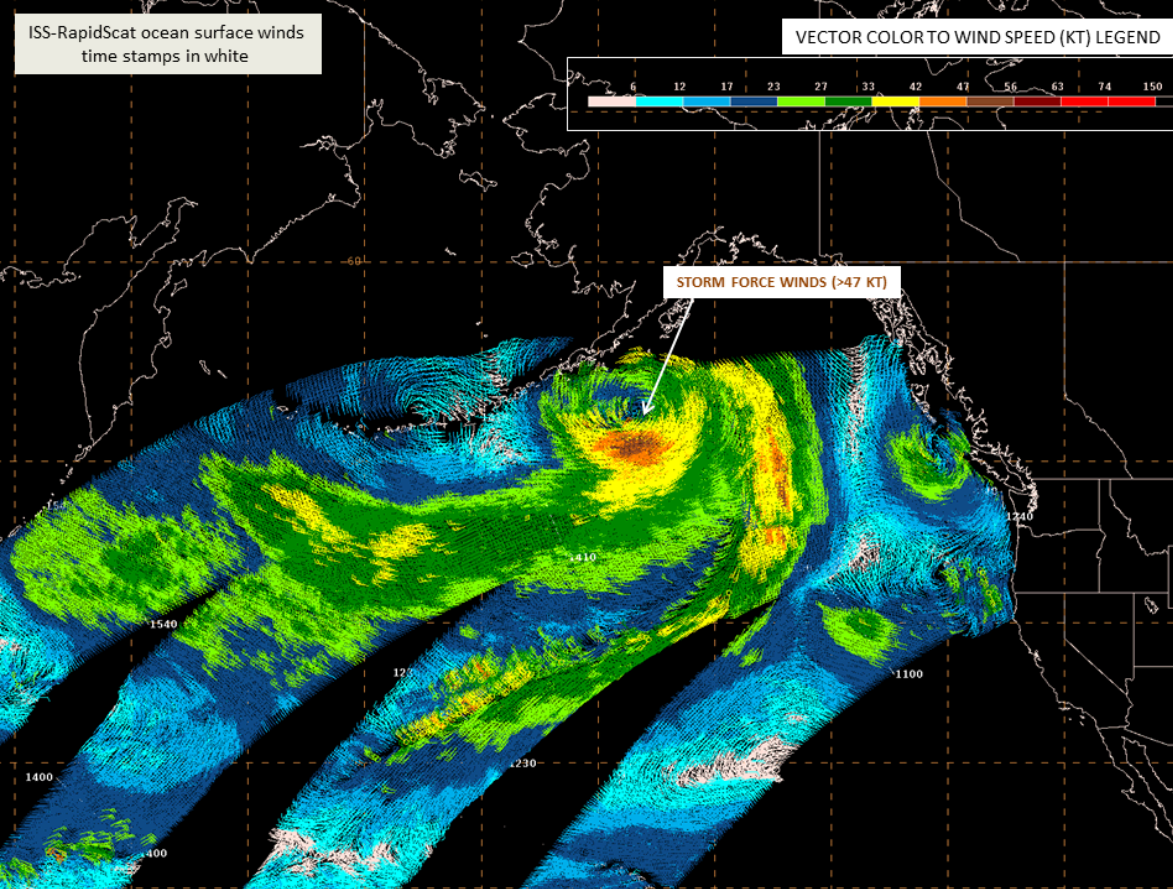 ISS-RapidScat ocean surface winds
time stamps in white
VECTOR COLOR TO WIND SPEED (KT) LEGEND
6 12 17 23 27 33 42 47 56 63 74 150
60
STORM FORCE WINDS (>47 KT)
1240
1410
1540
1100
1230
1400